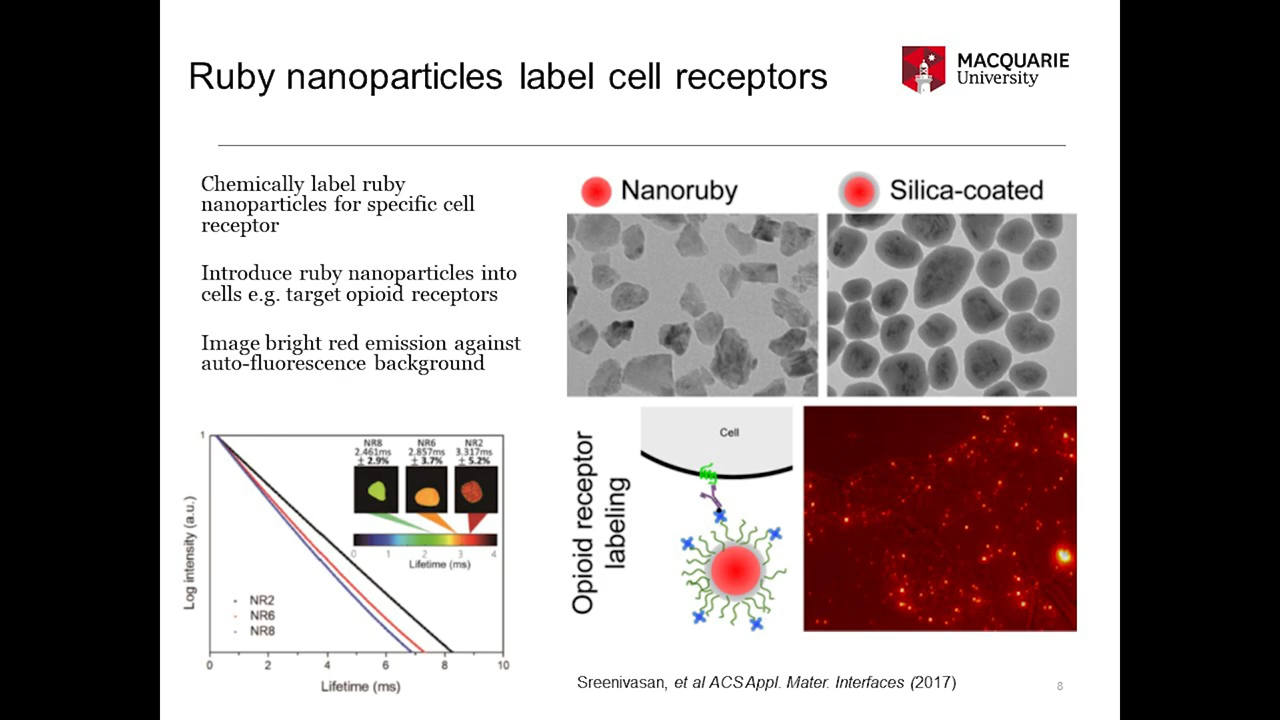 Ruby nanoparticles label cell receptors
MACQUARIE
University
Chemically label ruby
nanoparticles for specific cell
receptor
Introduce ruby nanoparticles into
cells e.g. target opioid receptors
Image bright red emission against
auto-fluorescence background
Nanoruby
Silica-coated
1
Log intensity (a.u.)
NR8
2.461ms
± 2.9%
NR6
2.857ms
± 3.7%
NR2
3.317ms
± 5.2%
0 1 2 3 4
Lifetime (ms)
NR2
NR6
NR8
0 2 4 6 8 10
Lifetime (ms)
Opioid receptor
labeling
Cell
Sreenivasan, et al ACS Appl. Mater. Interfaces (2017)
8